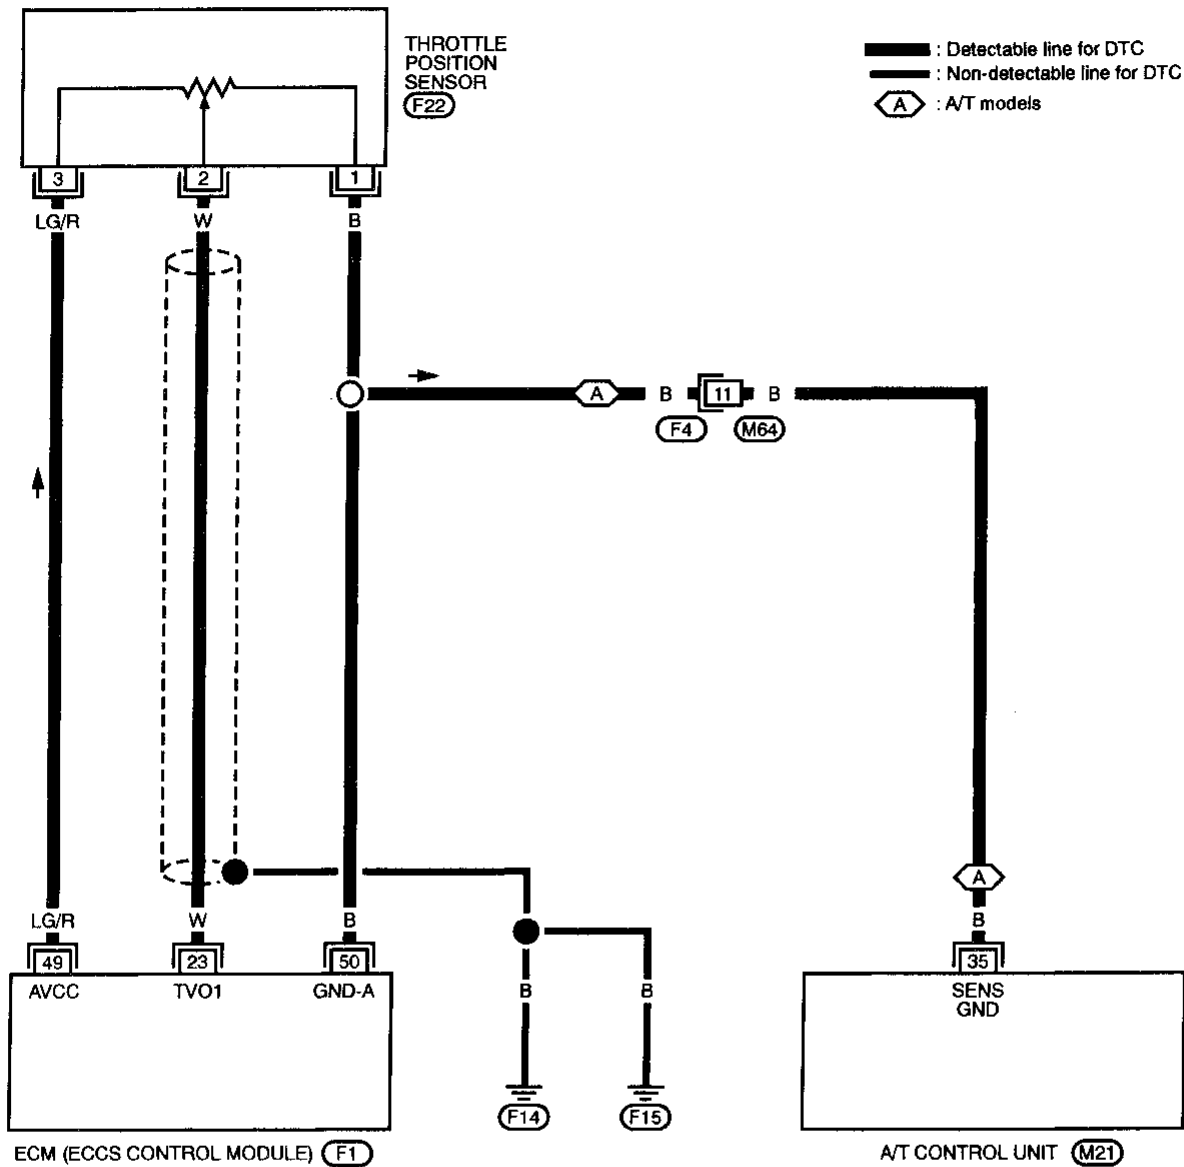 THROTTLE
POSITION
SENSOR
F22
: Detectable line for DTC
: Non-detectable line for DTC
A : A/T models
3 2 1
LG/R W B
A B 11 B
F4 M64
A
LG/R W B B
49 23 50 35
AVCC TVO1 GND-A
B B
SENS
GND
F14 F15
ECM (ECCS CONTROL MODULE) F1
A/T CONTROL UNIT M21